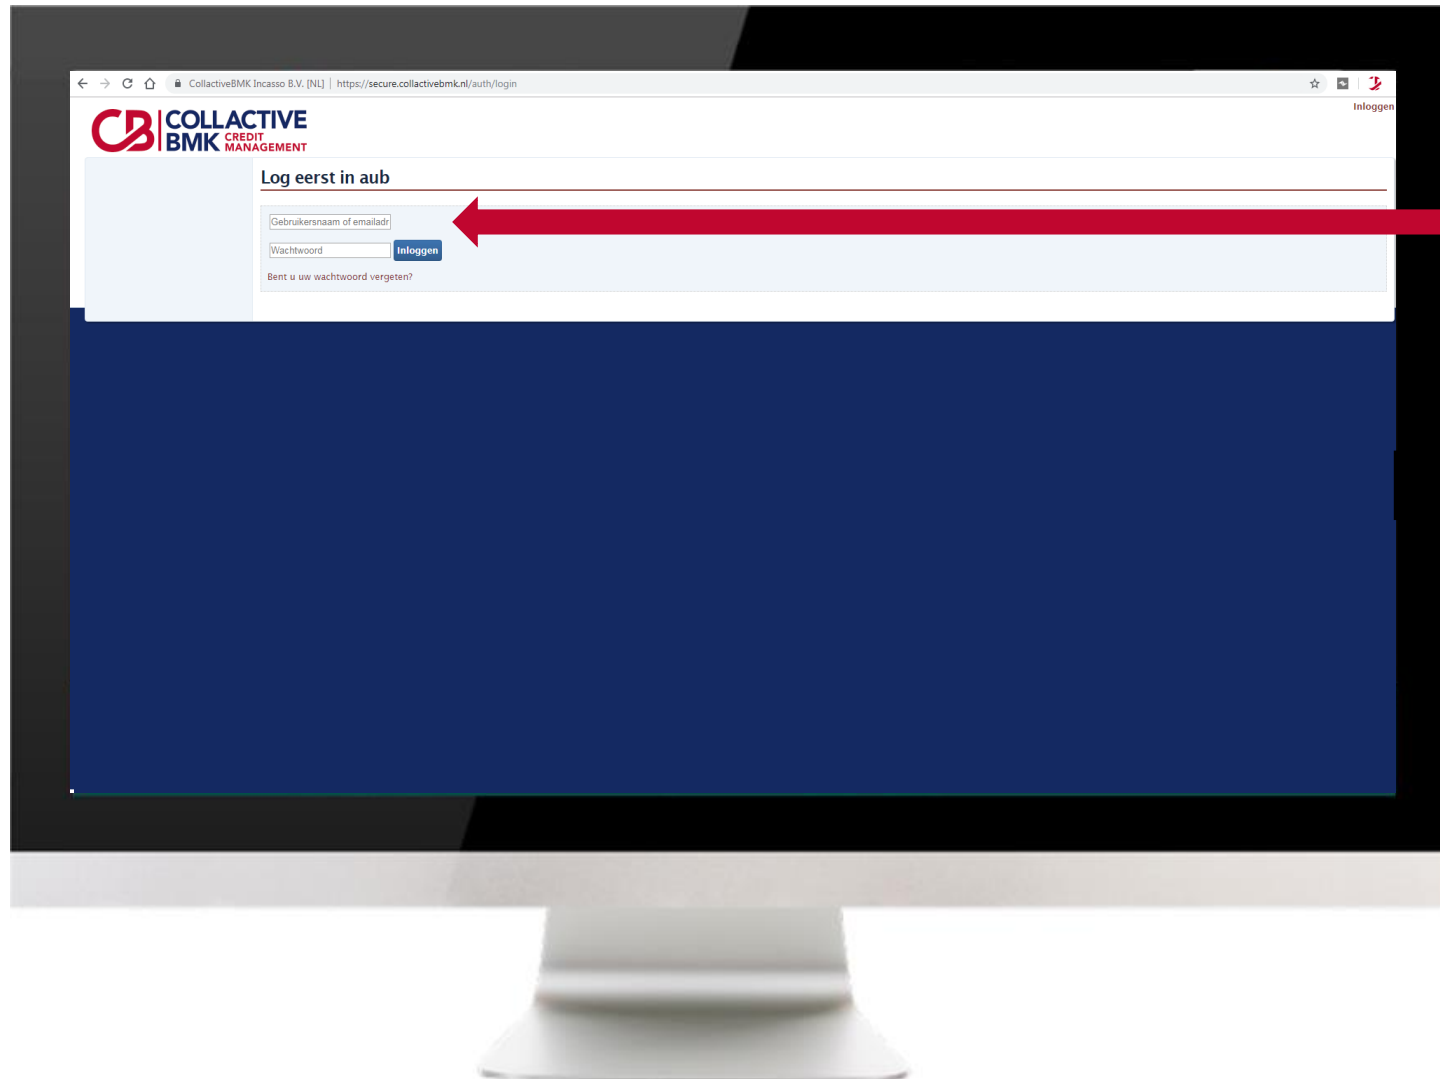 CollactiveBMK Incasso B.V. [NL] | https://secure.collactivebmk.nl/auth/login
Inloggen
CB COLLACTIVE
BMK CREDIT
MANAGEMENT
Log eerst in aub
Gebruikersnaam of emailadr
Wachtwoord Inloggen
Bent u uw wachtwoord vergeten?